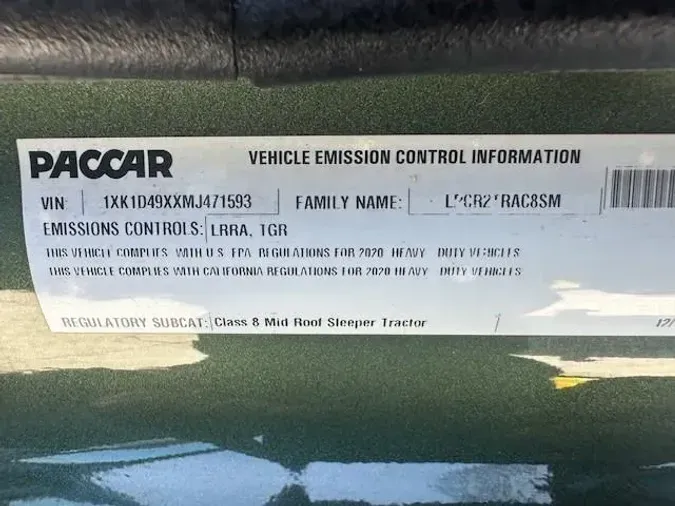 PACCAR VEHICLE EMISSION CONTROL INFORMATION
VIN: 1XK1D49XXMJ471593 FAMILY NAME:
EMISSIONS CONTROLS: LRRA, TGR
THIS VEHICLE COMPLIES WITH U.S. EPA REGULATIONS FOR 2020 HEAVY-DUTY VEHICLES
THIS VEHICLE COMPLIES WITH CALIFORNIA REGULATIONS FOR 2020 HEAVY-DUTY VEHICLES
REGULATORY SUBCAT: Class 8 Mid Roof Sleeper Tractor 12/